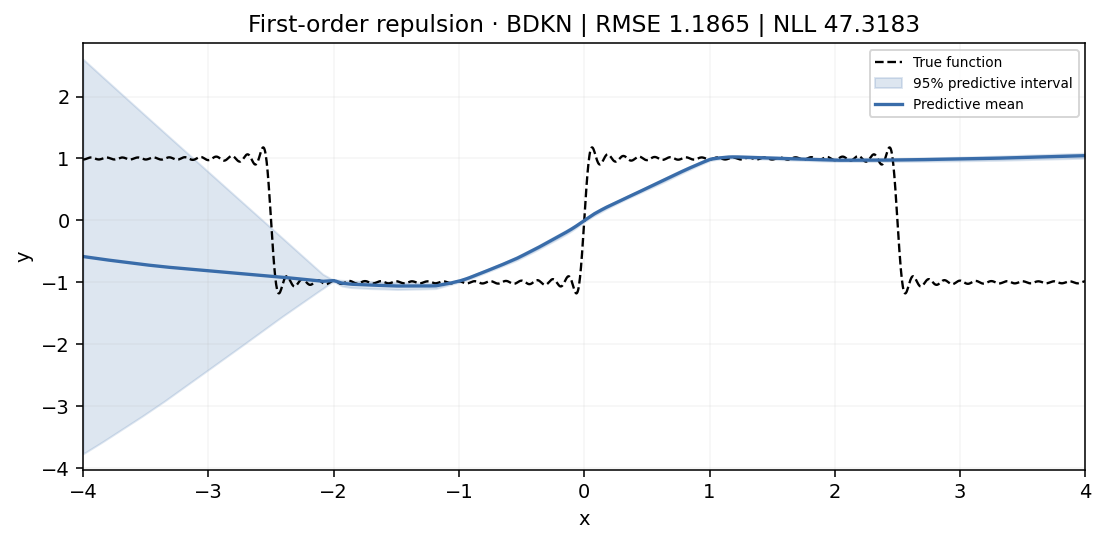 First-order repulsion · BDKN | RMSE 1.1865 | NLL 47.3183
True function
95% predictive interval
Predictive mean
y
2
1
0
−1
−2
−3
−4
−4 −3 −2 −1 0 1 2 3 4
x